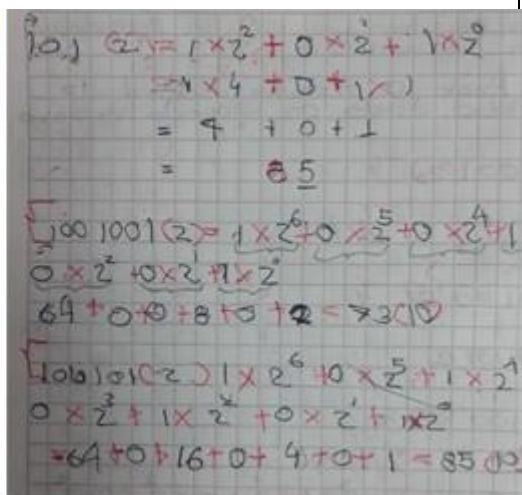 101 (2) = 1 × 2² + 0 × 2¹ + 1 × 2⁰
= 1 × 4 + 0 + 1 × 1
= 4 + 0 + 1
= 5
1001001(2) = 1 × 2⁶ + 0 × 2⁵ + 0 × 2⁴ + 1
0 × 2² + 0 × 2¹ + 1 × 2⁰
64 + 0 + 0 + 8 + 0 + 2 = 73(10)
1010101(2) 1 × 2⁶ + 0 × 2⁵ + 1 × 2⁴
0 × 2³ + 1 × 2² + 0 × 2¹ + 1 × 2⁰
= 64 + 0 + 16 + 0 + 4 + 0 + 1 = 85 (10